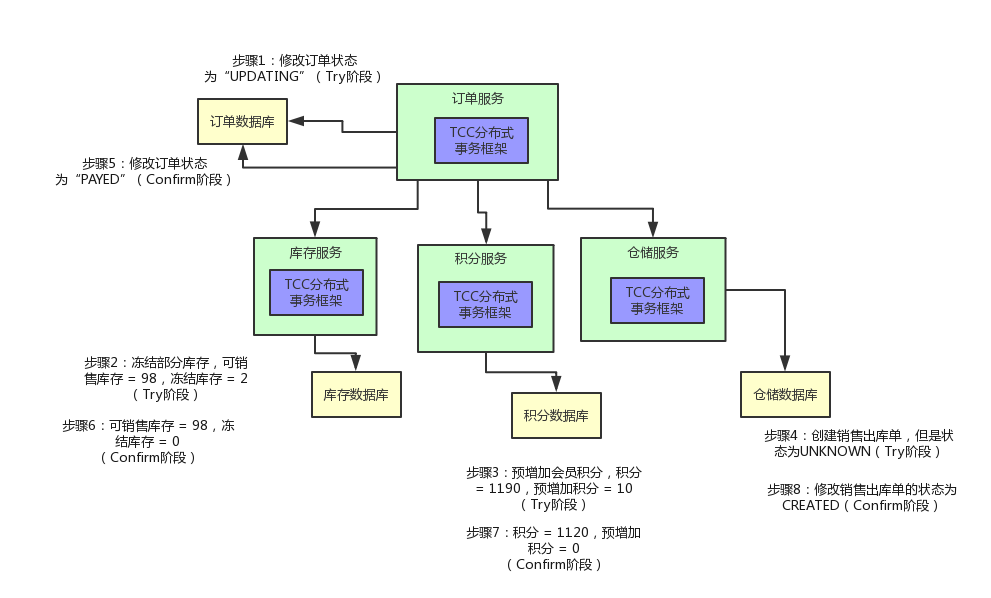 步骤1：修改订单状态
为“UPDATING”（Try阶段）
订单服务
TCC分布式
事务框架
订单数据库
步骤5：修改订单状态
为“PAYED”（Confirm阶段）
库存服务
TCC分布式
事务框架
积分服务
TCC分布式
事务框架
仓储服务
TCC分布式
事务框架
步骤2：冻结部分库存，可销
售库存 = 98，冻结库存 = 2
（Try阶段）
库存数据库
步骤6：可销售库存 = 98，冻
结库存 = 0
（Confirm阶段）
积分数据库
步骤3：预增加会员积分，积分
= 1190，预增加积分 = 10
（Try阶段）
步骤7：积分 = 1120，预增加
积分 = 0
（Confirm阶段）
仓储数据库
步骤4：创建销售出库单，但是状
态为UNKNOWN（Try阶段）
步骤8：修改销售出库单的状态为
CREATED（Confirm阶段）